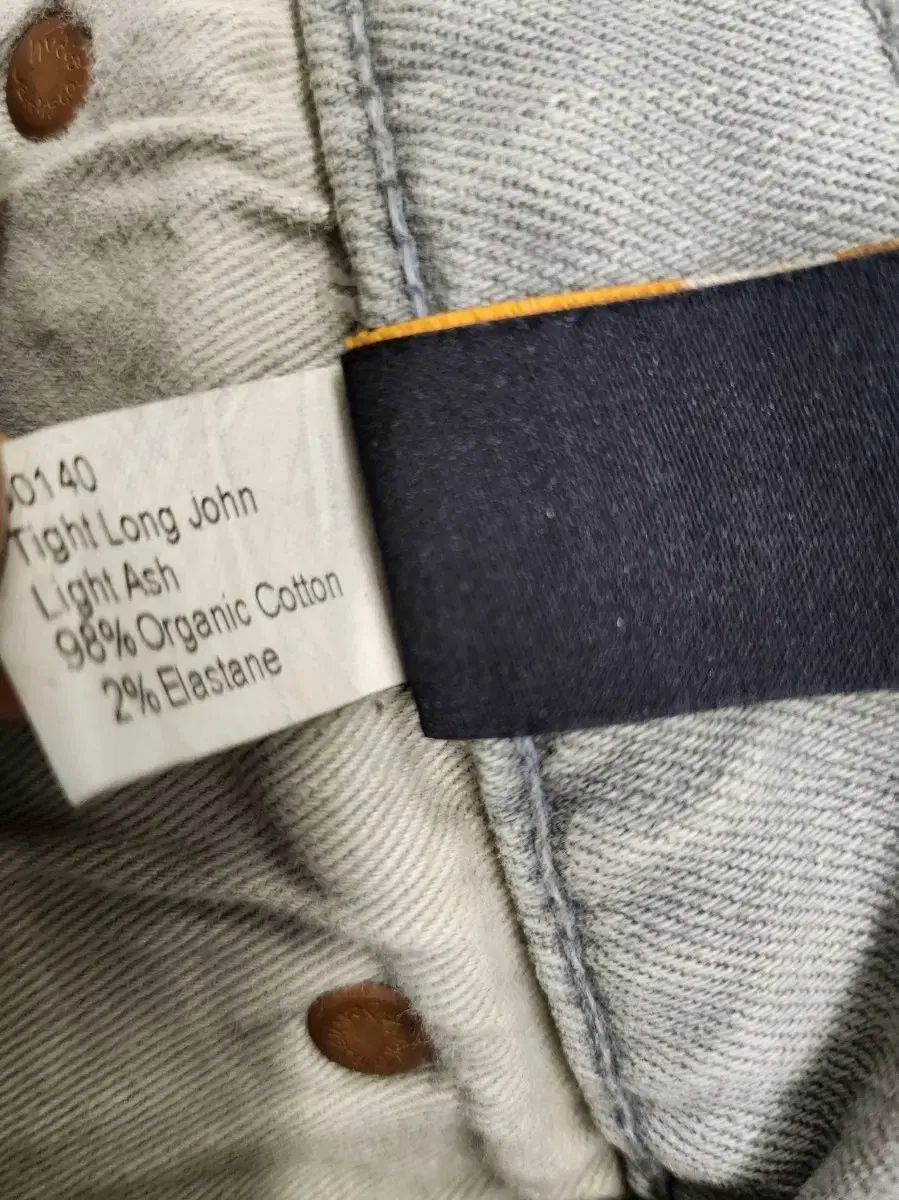 0140
Tight Long John
Light Ash
98% Organic Cotton
2% Elastane